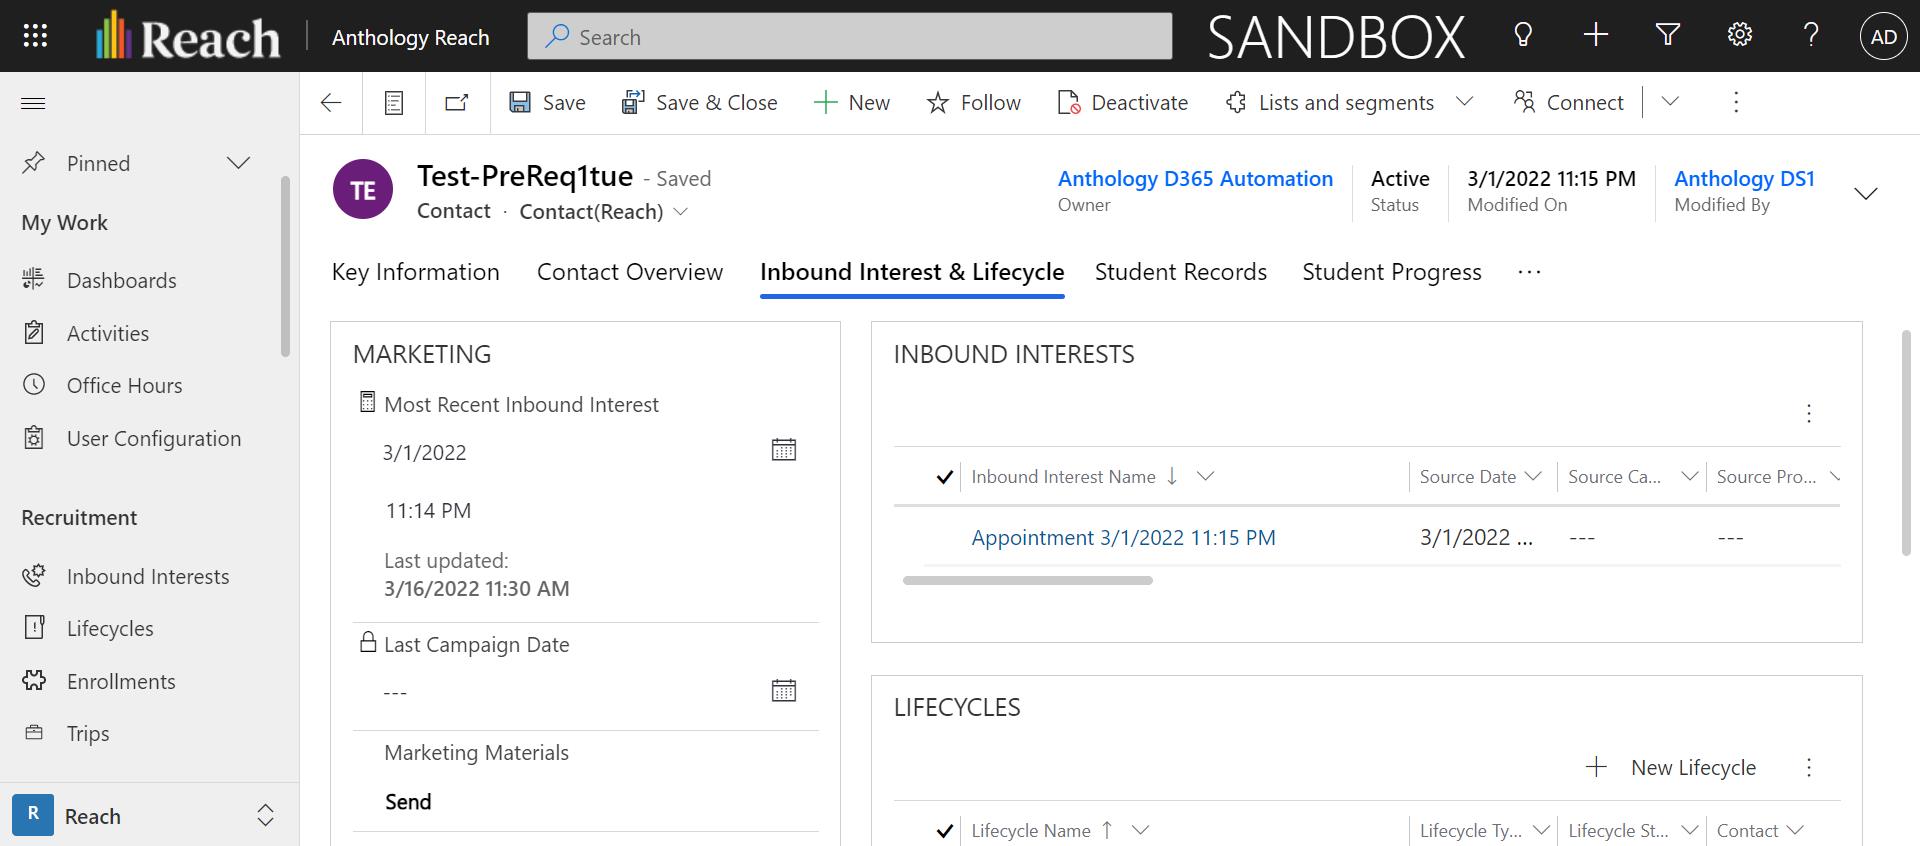 Reach
Anthology Reach
Search
SANDBOX
AD
Save
Save & Close
New
Follow
Deactivate
Lists and segments
Connect
Pinned
My Work
Dashboards
Activities
Office Hours
User Configuration
Recruitment
Inbound Interests
Lifecycles
Enrollments
Trips
R
Reach
TE
Test-PreReq1tue - Saved
Contact · Contact(Reach)
Anthology D365 Automation
Owner
Active
Status
3/1/2022 11:15 PM
Modified On
Anthology DS1
Modified By
Key Information
Contact Overview
Inbound Interest & Lifecycle
Student Records
Student Progress
MARKETING
Most Recent Inbound Interest
3/1/2022
11:14 PM
Last updated:
3/16/2022 11:30 AM
Last Campaign Date
---
Marketing Materials
Send
INBOUND INTERESTS
Inbound Interest Name
Source Date
Source Ca...
Source Pro...
Appointment 3/1/2022 11:15 PM
3/1/2022 ...
---
---
LIFECYCLES
New Lifecycle
Lifecycle Name
Lifecycle Ty...
Lifecycle St...
Contact